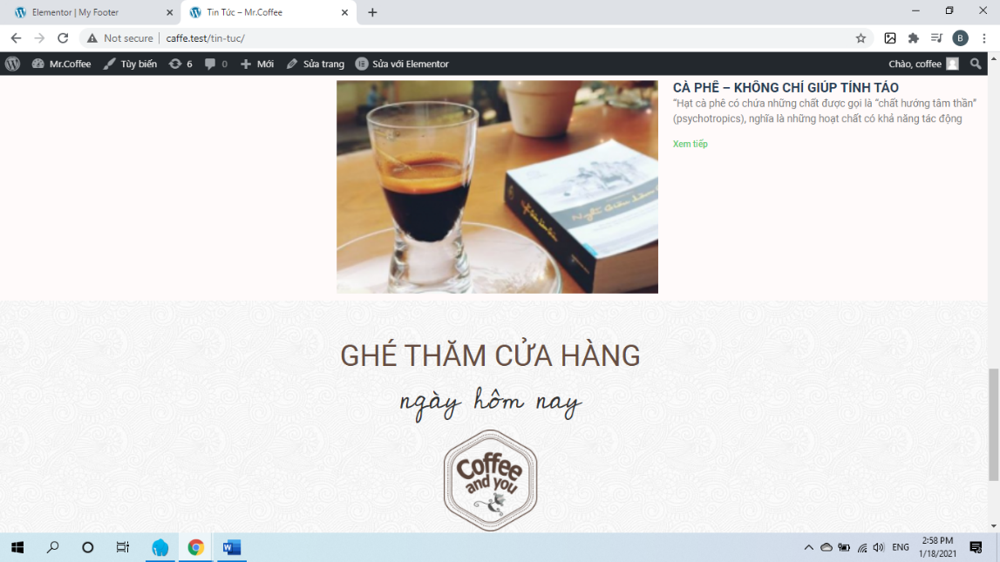 Elementor | My Footer
Tin Tức – Mr.Coffee
Not secure
caffe.test/tin-tuc/
B
Mr.Coffee
Tùy biến
6
0
Mới
Sửa trang
Sửa với Elementor
Chào, coffee
CÀ PHÊ – KHÔNG CHỈ GIÚP TỈNH TÁO
“Hạt cà phê có chứa những chất được gọi là “chất hướng tâm thần”
(psychotropics), nghĩa là những hoạt chất có khả năng tác động
Xem tiếp
GHÉ THĂM CỬA HÀNG
ngày hôm nay
Coffee
and you
ENG
2:58 PM
1/18/2021